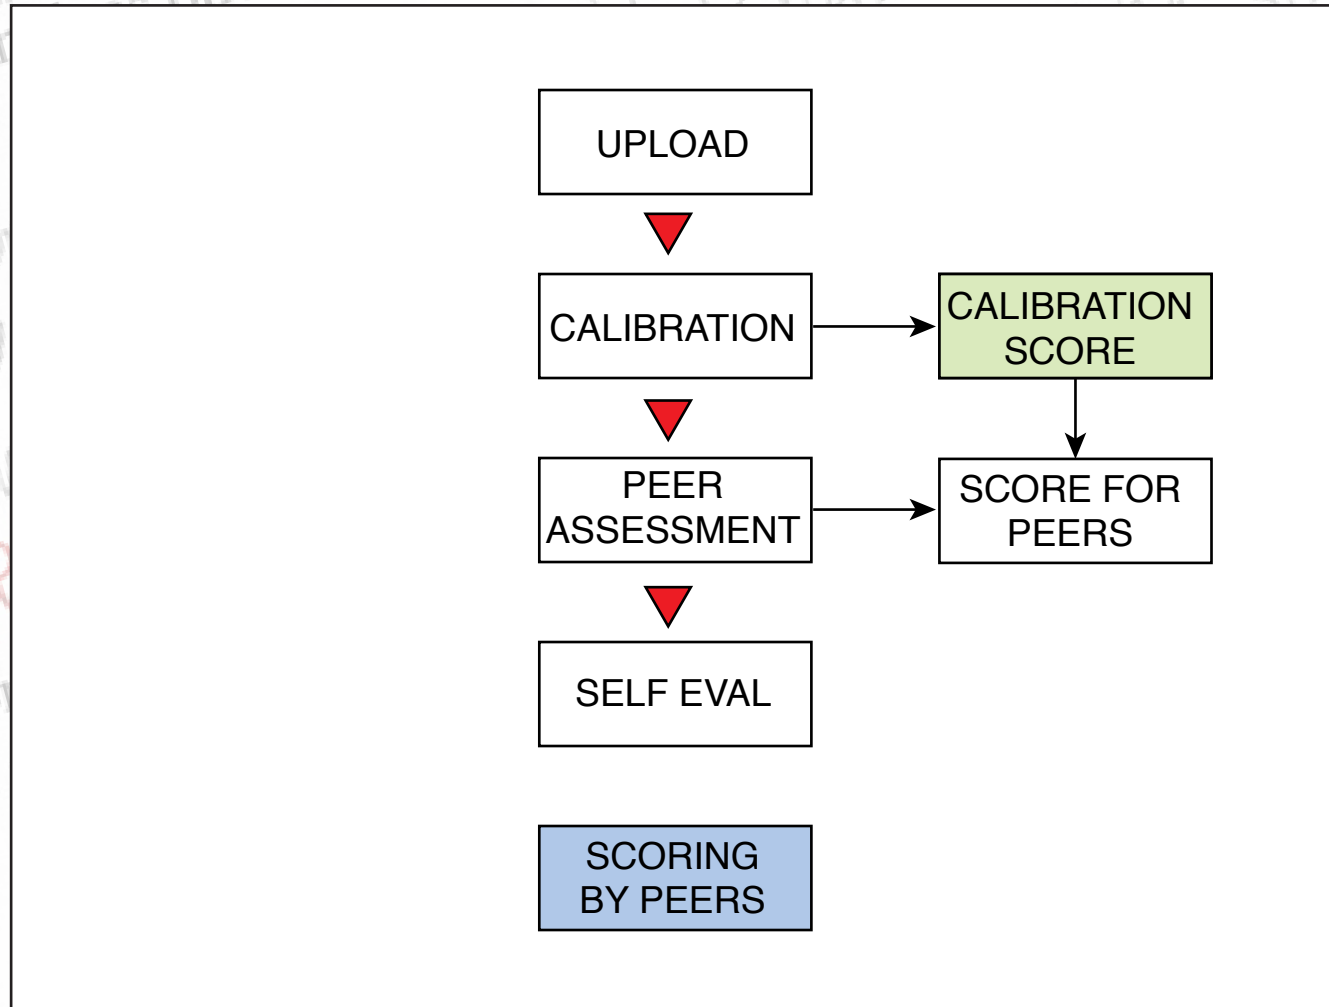 UPLOAD
CALIBRATION
CALIBRATION
SCORE
PEER
ASSESSMENT
SCORE FOR
PEERS
SELF EVAL
SCORING
BY PEERS